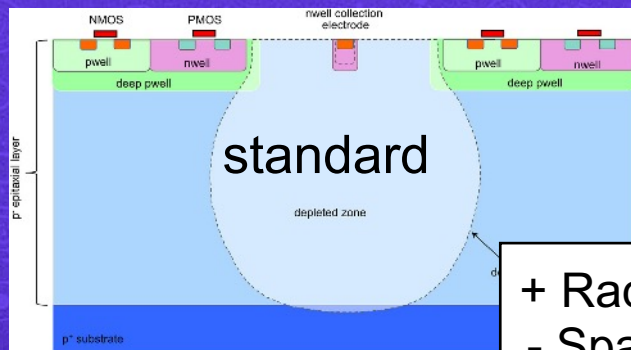 NMOS
PMOS
nwell collection
electrode
pwell
nwell
deep pwell
pwell
nwell
deep pwell
p⁻ epitaxial layer
standard
depleted zone
p⁺ substrate
+
-